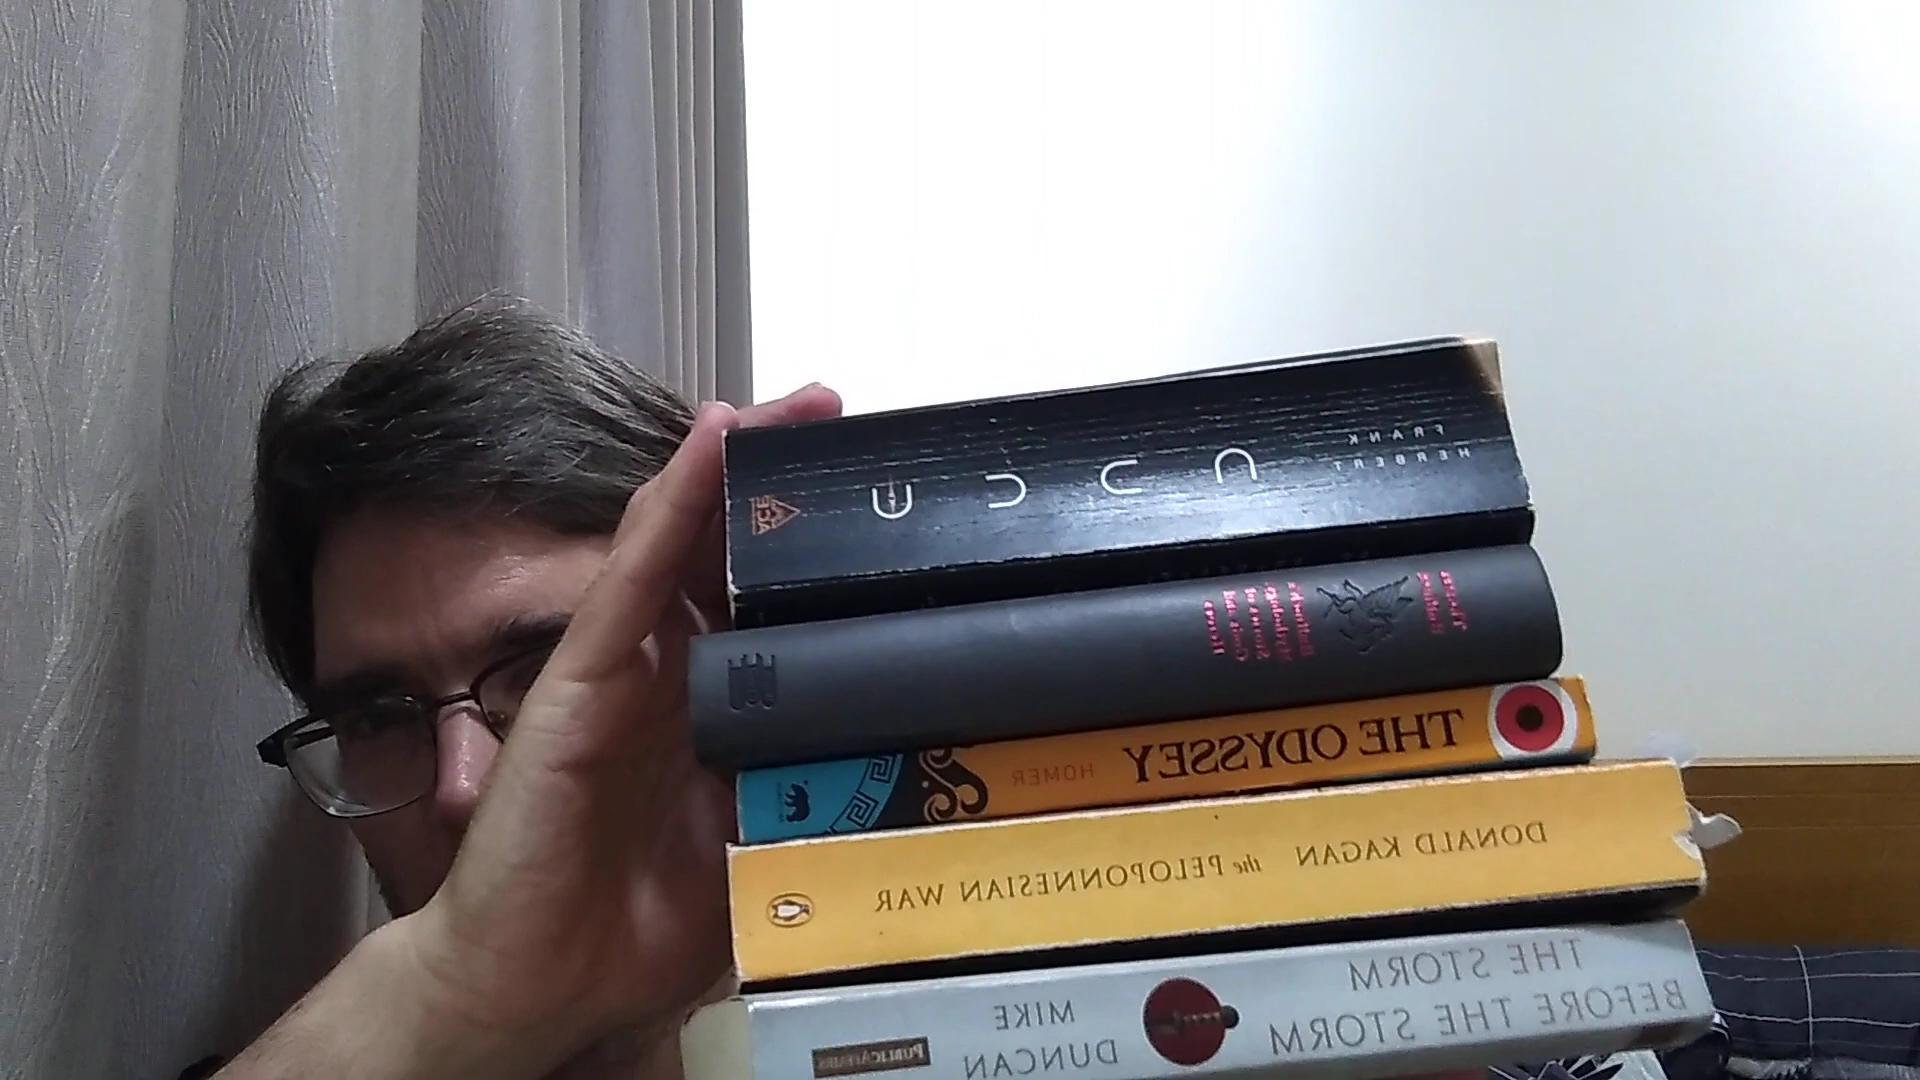 FRANK
HERBERT
DUNE
ACE
THE ODYSSEY
HOMER
DONALD KAGAN the PELOPONNESIAN WAR
THE STORM
BEFORE THE STORM
MIKE
DUNCAN
PUBLICAFFAIRS